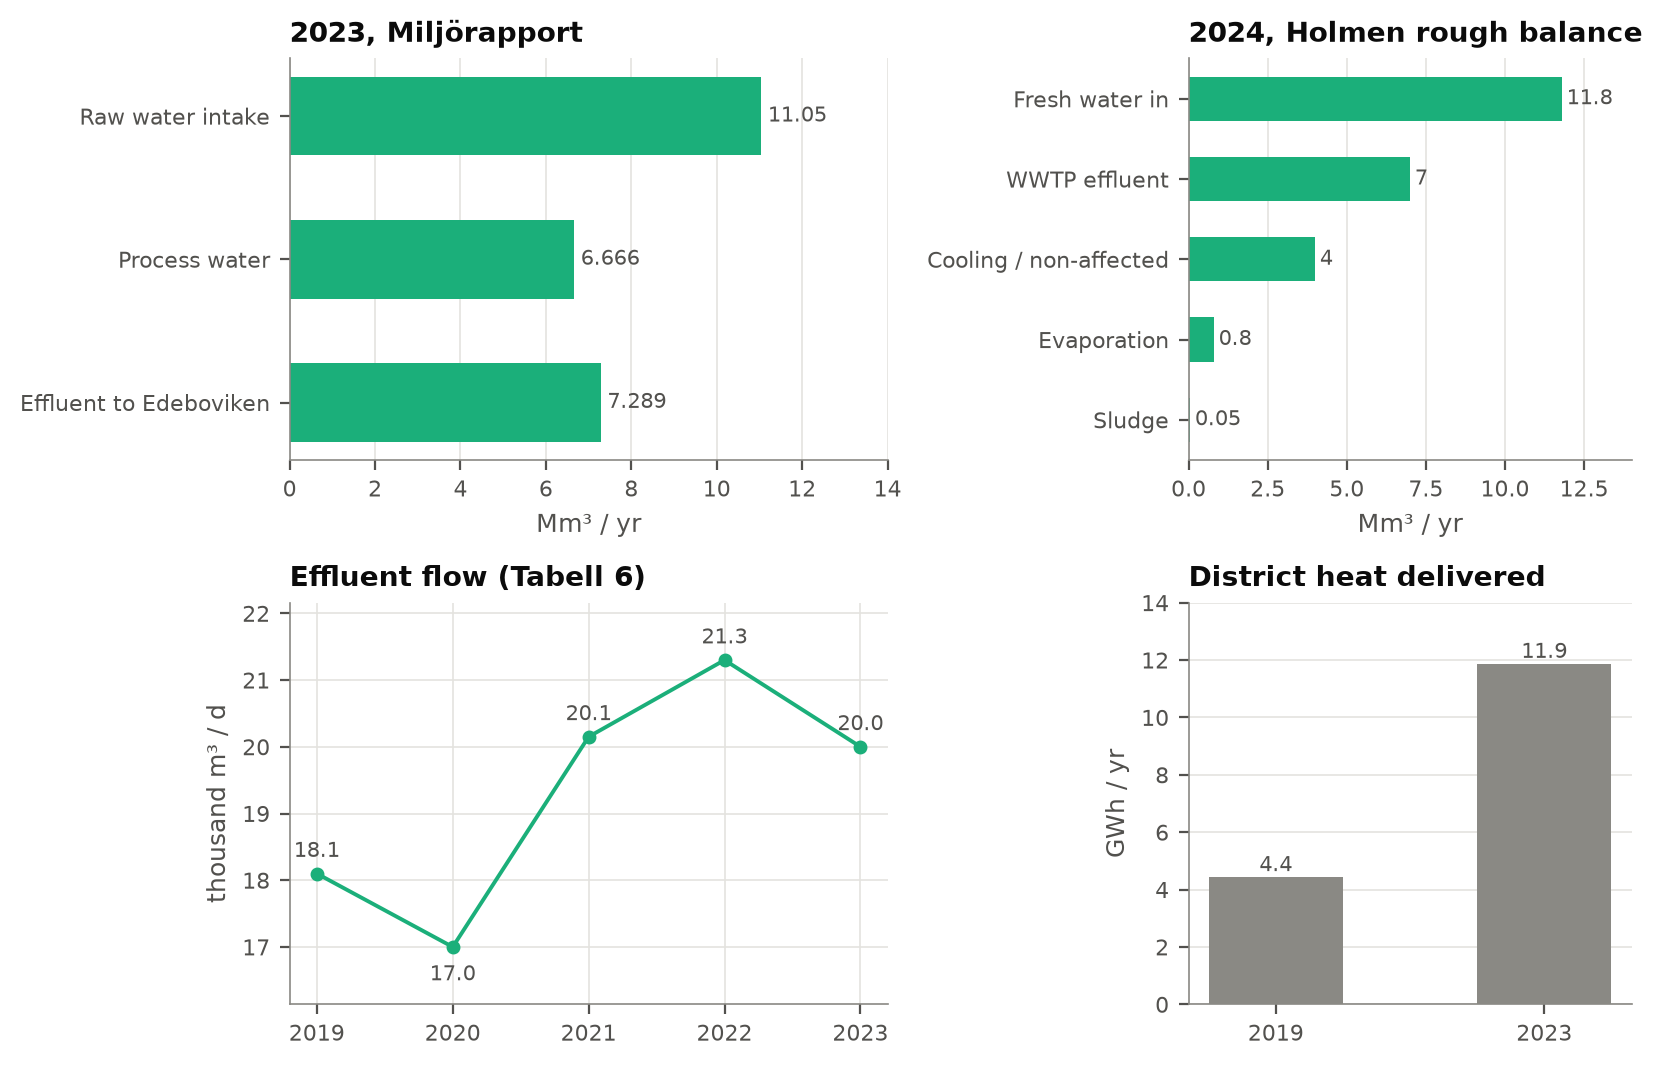 2023, Miljörapport
Raw water intake
11.05
Process water
6.666
Effluent to Edeboviken
7.289
0 2 4 6 8 10 12 14
Mm³ / yr
2024, Holmen rough balance
Fresh water in
11.8
WWTP effluent
7
Cooling / non-affected
4
Evaporation
0.8
Sludge
0.05
0.0 2.5 5.0 7.5 10.0 12.5
Mm³ / yr
Effluent flow (Tabell 6)
thousand m³ / d
22
21
20
19
18
17
18.1
17.0
20.1
21.3
20.0
2019 2020 2021 2022 2023
District heat delivered
GWh / yr
14
12
10
8
6
4
2
0
4.4
11.9
2019 2023